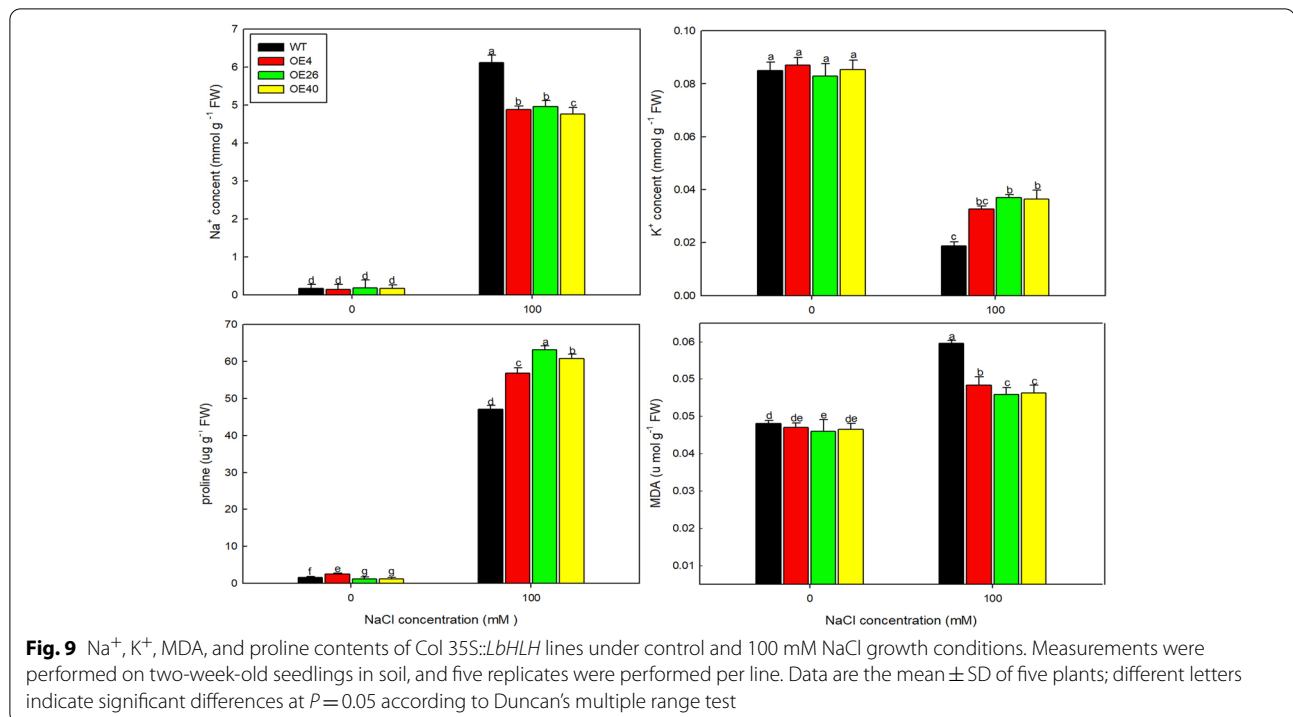 7
6
5
4
3
2
1
0
Na⁺ concent (mmol g⁻¹ FW)
WT
OE4
OE26
OE40
d
d
d
d
a
b
b
c
0
100
0.10
0.08
0.06
0.04
0.02
0.00
K⁺ concent (mmol g⁻¹ FW)
a
a
a
a
c
bc
b
b
0
100
70
60
50
40
30
20
10
0
proline (ug g⁻¹ FW)
f
e
g
g
d
c
a
b
0
100
NaCl concentration (mM)
0.06
0.05
0.05
0.04
0.03
0.02
0.01
MDA (u mol g⁻¹ FW)
d
de
e
de
a
b
c
c
0
100
NaCl concentration (mM)
Fig. 9 Na⁺, K⁺, MDA, and proline contents of Col 35S::LbHLH lines under control and 100 mM NaCl growth conditions. Measurements were
performed on two-week-old seedlings in soil, and five replicates were performed per line. Data are the mean ± SD of five plants; different letters
indicate significant differences at P = 0.05 according to Duncan's multiple range test